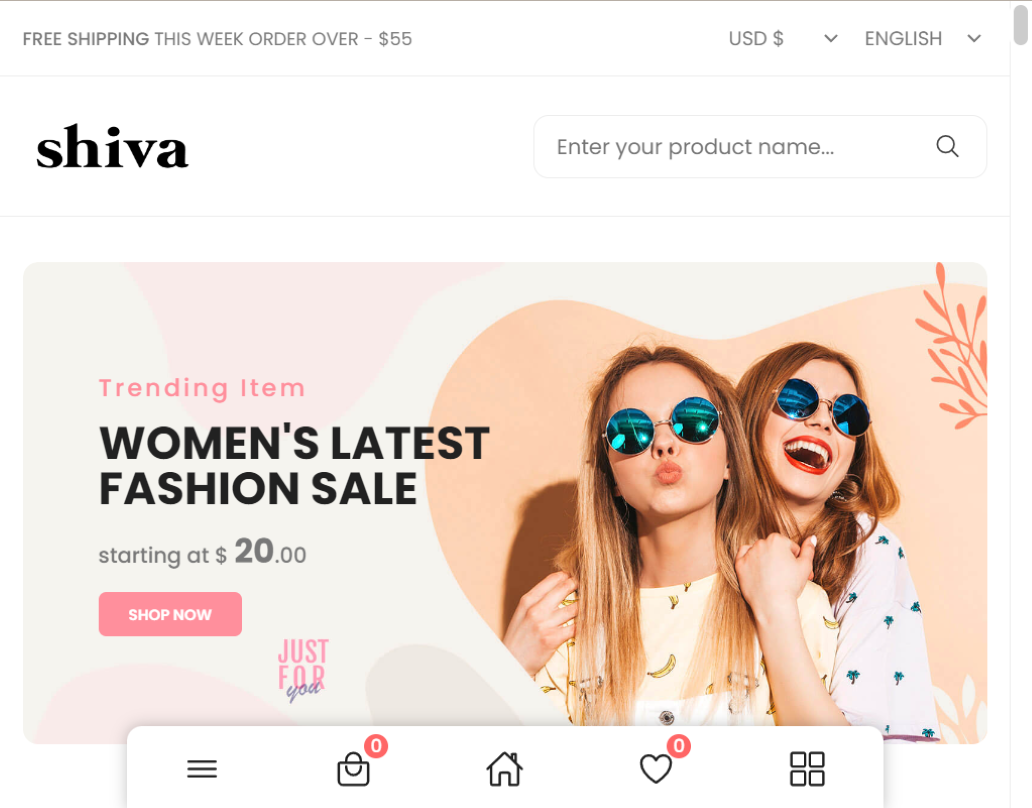 FREE SHIPPING THIS WEEK ORDER OVER - $55
USD $
ENGLISH
shiva
Enter your product name...
Trending Item
WOMEN'S LATEST
FASHION SALE
starting at $ 20.00
SHOP NOW
JUST
FOR
you
0
0